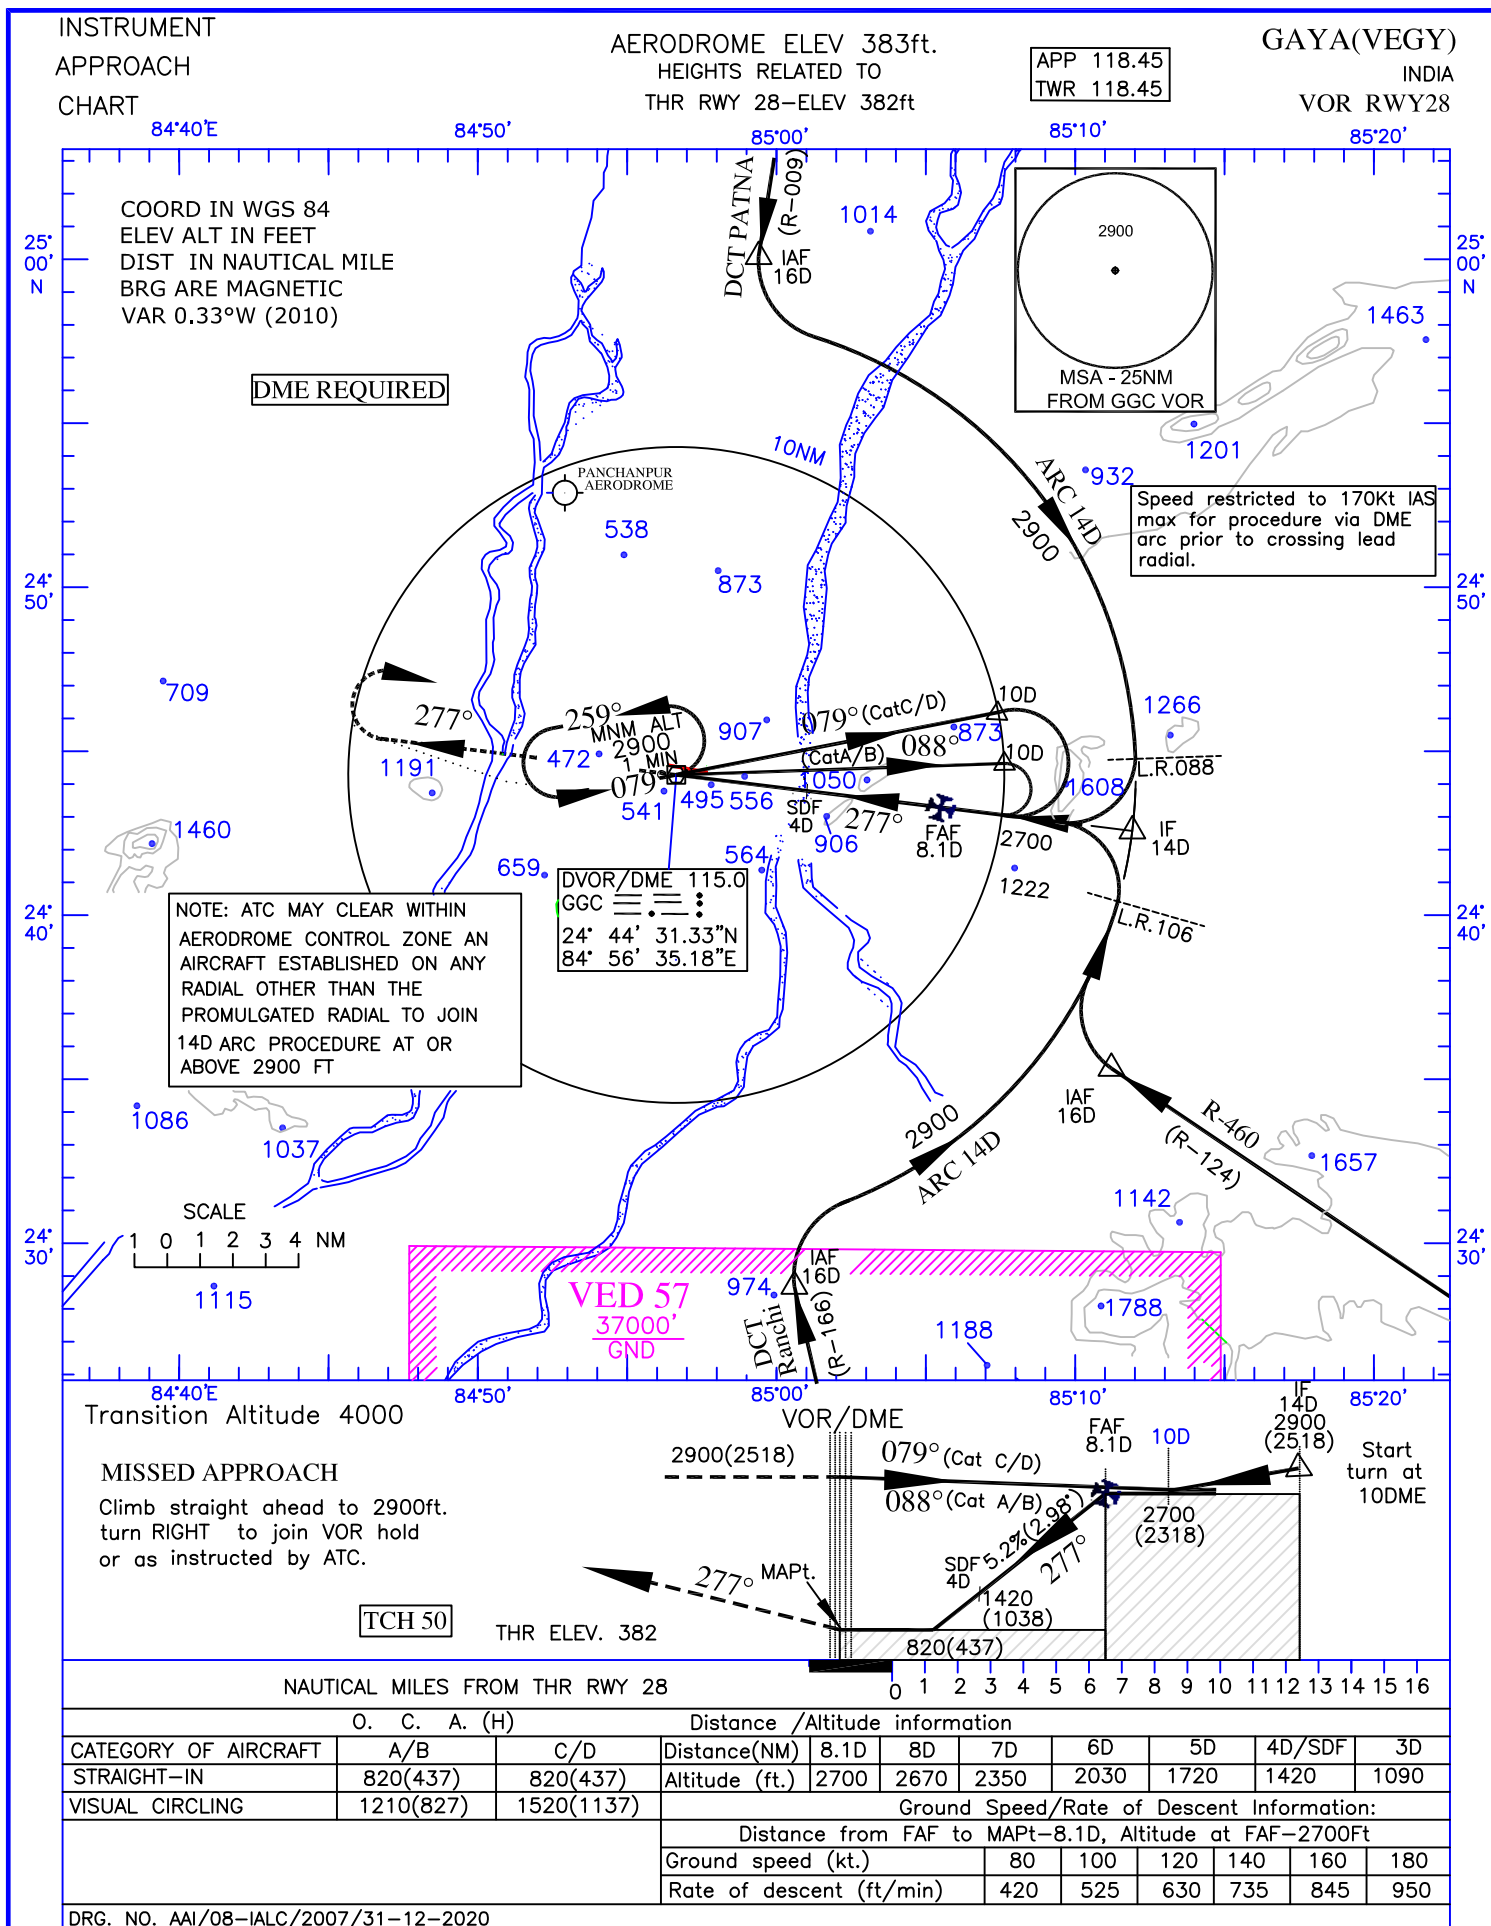 INSTRUMENT
APPROACH
CHART
AERODROME ELEV 383ft.
HEIGHTS RELATED TO
THR RWY 28-ELEV 382ft
APP 118.45
TWR 118.45
GAYA(VEGY)
INDIA
VOR RWY28
84°40'E
84°50'
85°00'
85°10'
85°20'
COORD IN WGS 84
ELEV ALT IN FEET
DIST IN NAUTICAL MILE
BRG ARE MAGNETIC
VAR 0.33°W (2010)
DME REQUIRED
25°
00'
N
25°
00'
N
DCT PATNA
(R-009)
IAF
16D
1014
2900
MSA - 25NM
FROM GGC VOR
1463
1201
932
10NM
ARC 14D
2900
Speed restricted to 170Kt IAS
max for procedure via DME
arc prior to crossing lead
radial.
PANCHANPUR
AERODROME
538
873
24°
50'
24°
50'
709
277°
259°
MNM ALT
2900
1 MIN
079°
472
907
079°(CatC/D)
10D
873
088°
(CatA/B)
10D
1050
1266
L.R.088
1608
1191
541
495
556
SDF
4D
277°
906
FAF
8.1D
2700
IF
14D
1460
659
564
1222
L.R.106
DVOR/DME 115.0
GGC
24° 44' 31.33"N
84° 56' 35.18"E
24°
40'
24°
40'
NOTE: ATC MAY CLEAR WITHIN
AERODROME CONTROL ZONE AN
AIRCRAFT ESTABLISHED ON ANY
RADIAL OTHER THAN THE
PROMULGATED RADIAL TO JOIN
14D ARC PROCEDURE AT OR
ABOVE 2900 FT
1086
1037
IAF
16D
R-460
(R-124)
2900
ARC 14D
1657
1142
SCALE
1 0 1 2 3 4 NM
24°
30'
24°
30'
1115
VED 57
37000'
GND
974
IAF
16D
DCT
Ranchi
(R-166)
1788
1188
84°40'E
84°50'
85°00'
85°10'
85°20'
Transition Altitude 4000
MISSED APPROACH
Climb straight ahead to 2900ft.
turn RIGHT to join VOR hold
or as instructed by ATC.
TCH 50
THR ELEV. 382
VOR/DME
2900(2518)
079°(Cat C/D)
088°(Cat A/B)
FAF
8.1D
10D
IF
14D
2900
(2518)
Start
turn at
10DME
2700
(2318)
5.2%(2.98°)
277°
SDF
4D
1420
(1038)
277°
MAPt.
820(437)
NAUTICAL MILES FROM THR RWY 28
0 1 2 3 4 5 6 7 8 9 10 11 12 13 14 15 16
O. C. A. (H)
Distance /Altitude information
CATEGORY OF AIRCRAFT A/B C/D Distance(NM) 8.1D 8D 7D 6D 5D 4D/SDF 3D
STRAIGHT-IN 820(437) 820(437) Altitude (ft.) 2700 2670 2350 2030 1720 1420 1090
VISUAL CIRCLING 1210(827) 1520(1137) Ground Speed/Rate of Descent Information:
Distance from FAF to MAPt-8.1D, Altitude at FAF-2700Ft
Ground speed (kt.) 80 100 120 140 160 180
Rate of descent (ft/min) 420 525 630 735 845 950
DRG. NO. AAI/08-IALC/2007/31-12-2020